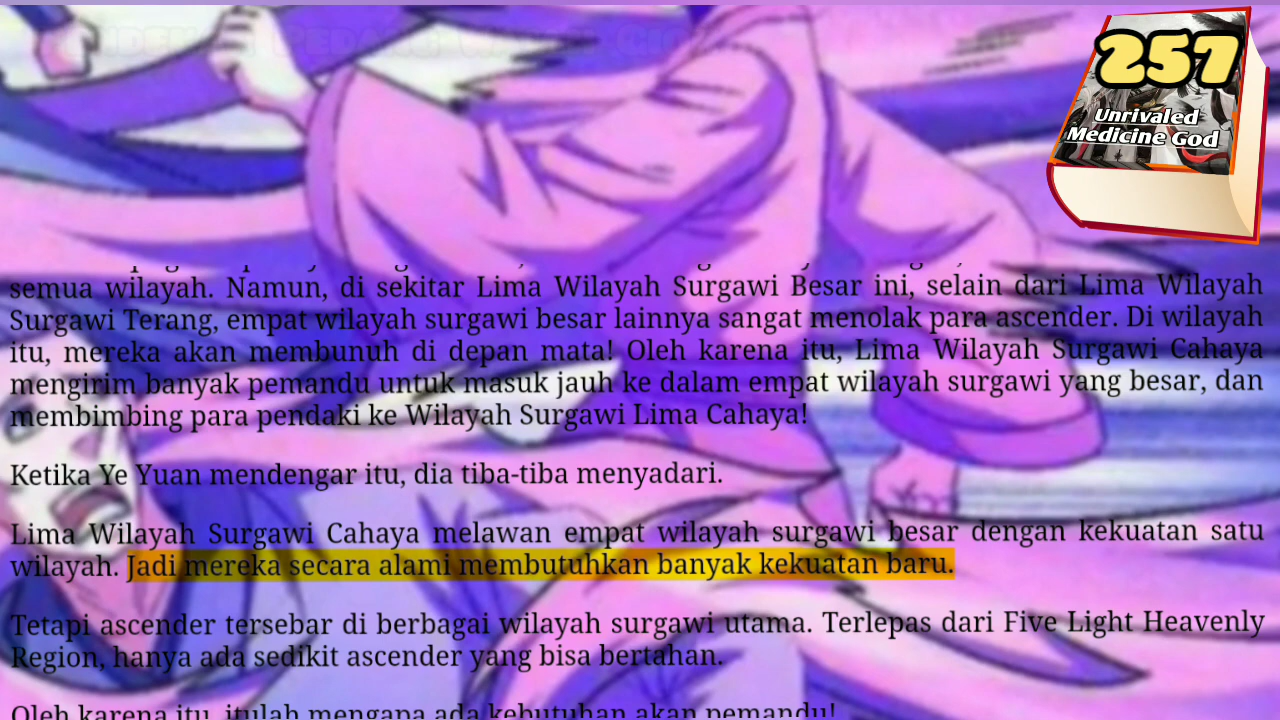 257
Unrivaled
Medicine God
semua wilayah. Namun, di sekitar Lima Wilayah Surgawi Besar ini, selain dari Lima Wilayah
Surgawi Terang, empat wilayah surgawi besar lainnya sangat menolak para ascender. Di wilayah
itu, mereka akan membunuh di depan mata! Oleh karena itu, Lima Wilayah Surgawi Cahaya
mengirim banyak pemandu untuk masuk jauh ke dalam empat wilayah surgawi yang besar, dan
membimbing para pendaki ke Wilayah Surgawi Lima Cahaya!
Ketika Ye Yuan mendengar itu, dia tiba-tiba menyadari.
Lima Wilayah Surgawi Cahaya melawan empat wilayah surgawi besar dengan kekuatan satu
wilayah. Jadi mereka secara alami membutuhkan banyak kekuatan baru.
Tetapi ascender tersebar di berbagai wilayah surgawi utama. Terlepas dari Five Light Heavenly
Region, hanya ada sedikit ascender yang bisa bertahan.
Oleh karena itu, itulah mengapa ada kebutuhan akan pemandu!